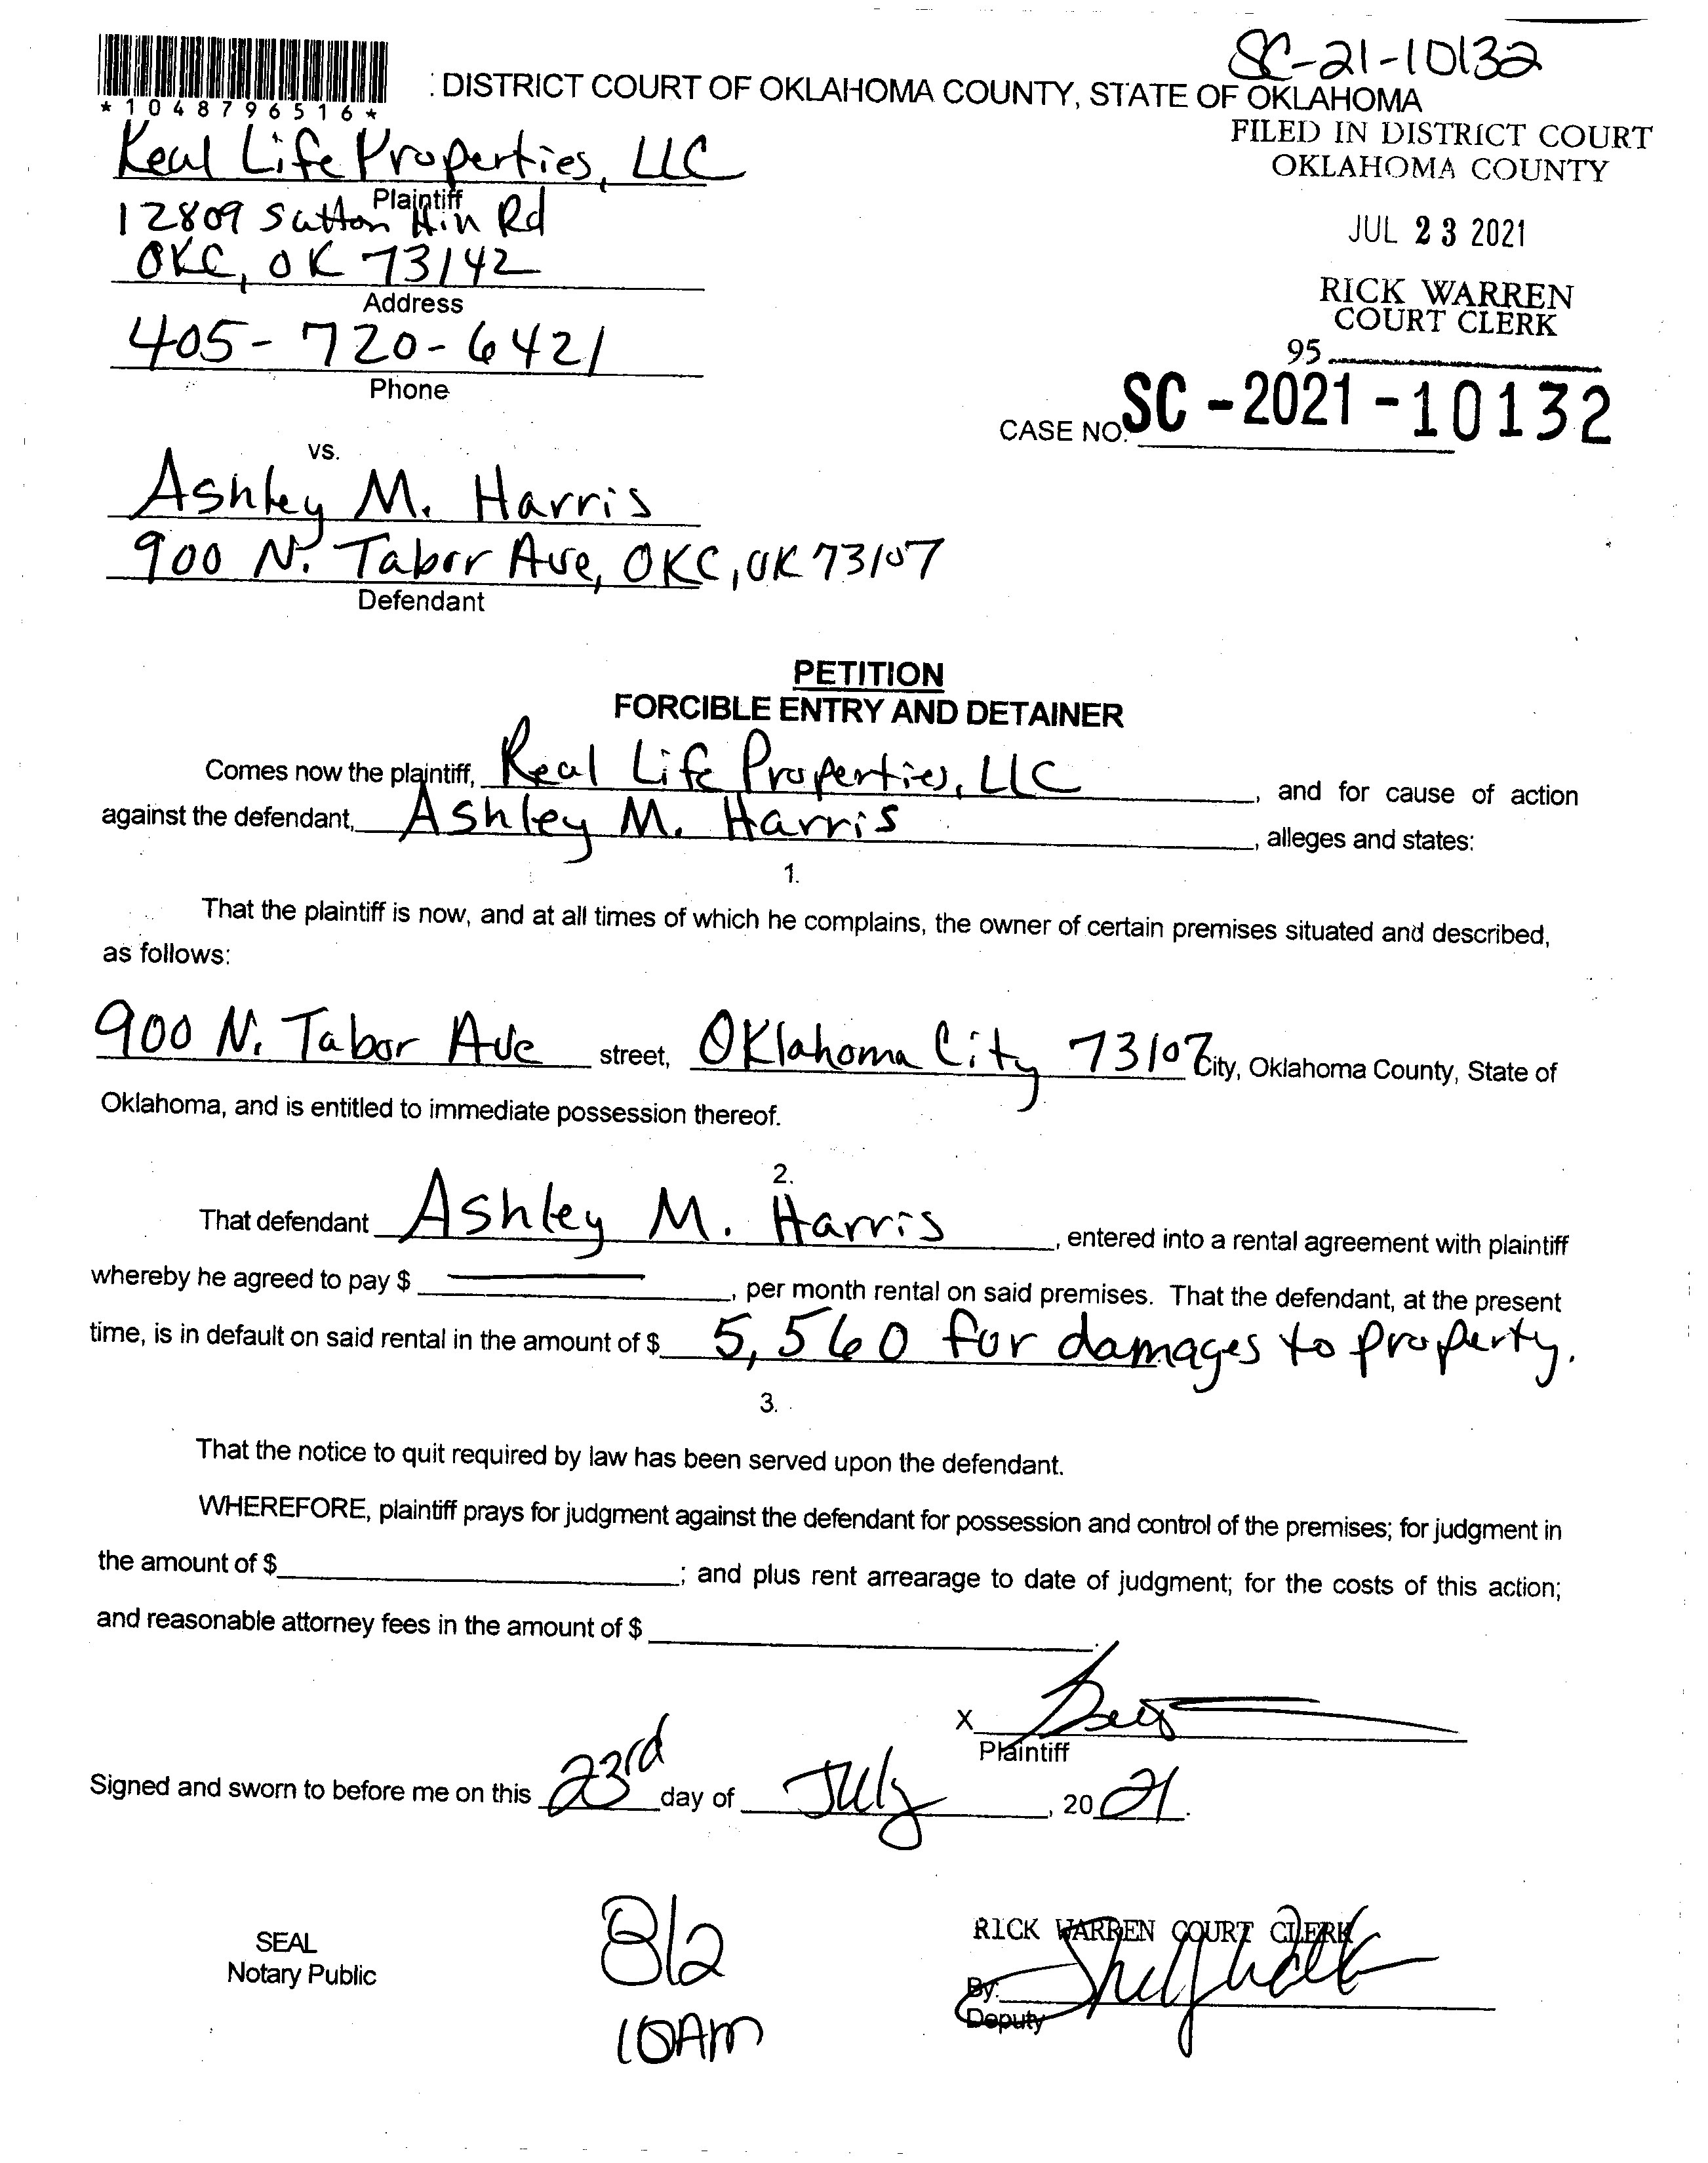 SC-21-10132
: DISTRICT COURT OF OKLAHOMA COUNTY, STATE OF OKLAHOMA
*1048796516*
FILED IN DISTRICT COURT
OKLAHOMA COUNTY
Real Life Properties, LLC
Plaintiff
12809 Sutton Hin Rd
JUL 23 2021
OKC, OK 73142
Address
RICK WARREN
COURT CLERK
405-720-6421
95
Phone
CASE NO. SC-2021-10132
vs.
Ashley M. Harris
900 N. Tabor Ave, OKC, OK 73107
Defendant
PETITION
FORCIBLE ENTRY AND DETAINER
Comes now the plaintiff, Real Life Properties, LLC, and for cause of action
against the defendant, Ashley M. Harris, alleges and states:
1.
That the plaintiff is now, and at all times of which he complains, the owner of certain premises situated and described,
as follows:
900 N. Tabor Ave street, Oklahoma City 73107 City, Oklahoma County, State of
Oklahoma, and is entitled to immediate possession thereof.
2.
That defendant Ashley M. Harris, entered into a rental agreement with plaintiff
whereby he agreed to pay $ ——, per month rental on said premises. That the defendant, at the present
time, is in default on said rental in the amount of $ 5,560 for damages to property.
3.
That the notice to quit required by law has been served upon the defendant.
WHEREFORE, plaintiff prays for judgment against the defendant for possession and control of the premises; for judgment in
the amount of $ ; and plus rent arrearage to date of judgment; for the costs of this action;
and reasonable attorney fees in the amount of $
X
Plaintiff
Signed and sworn to before me on this 23rd day of July, 2021.
SEAL
Notary Public
8/2
10AM
RICK WARREN COURT CLERK
By:
Deputy